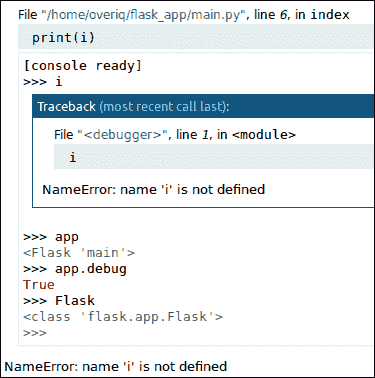 File "/home/overiq/flask_app/main.py", line 6, in index
print(i)
[console ready]
>>> i
Traceback (most recent call last):
File "<debugger>", line 1, in <module>
i
NameError: name 'i' is not defined
>>> app
<Flask 'main'>
>>> app.debug
True
>>> Flask
<class 'flask.app.Flask'>
>>>
NameError: name 'i' is not defined